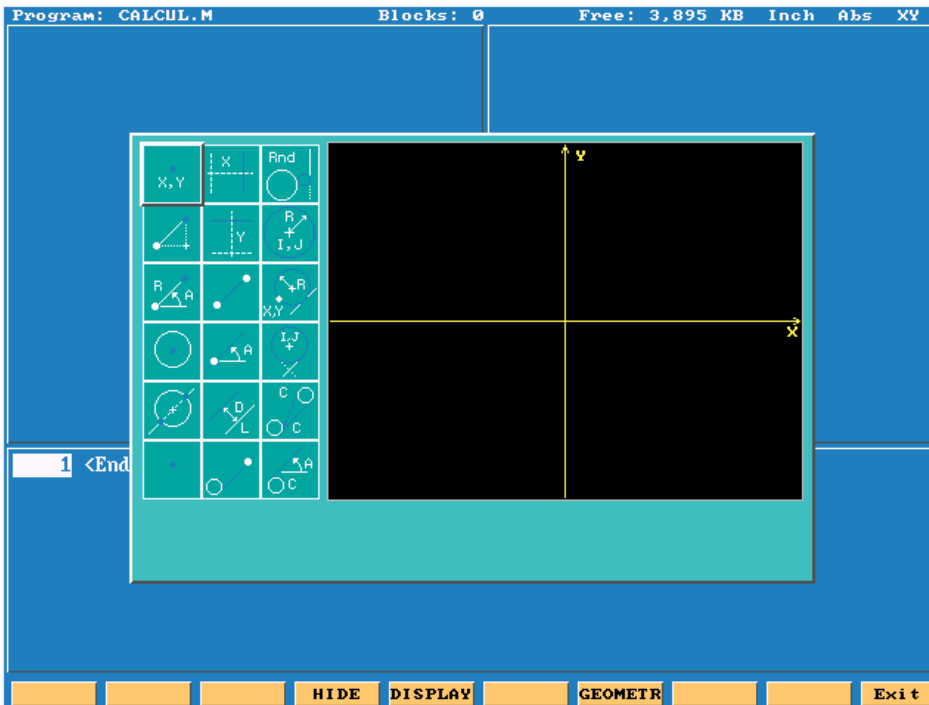 Program: CALCUL.M Blocks: 0 Free: 3,895 KB Inch Abs XY
X,Y X Rnd
Y R I,J
R A R X,Y
A I,J
D L C C
A C
Y
X
1 <End
HIDE DISPLAY GEOMETR Exit